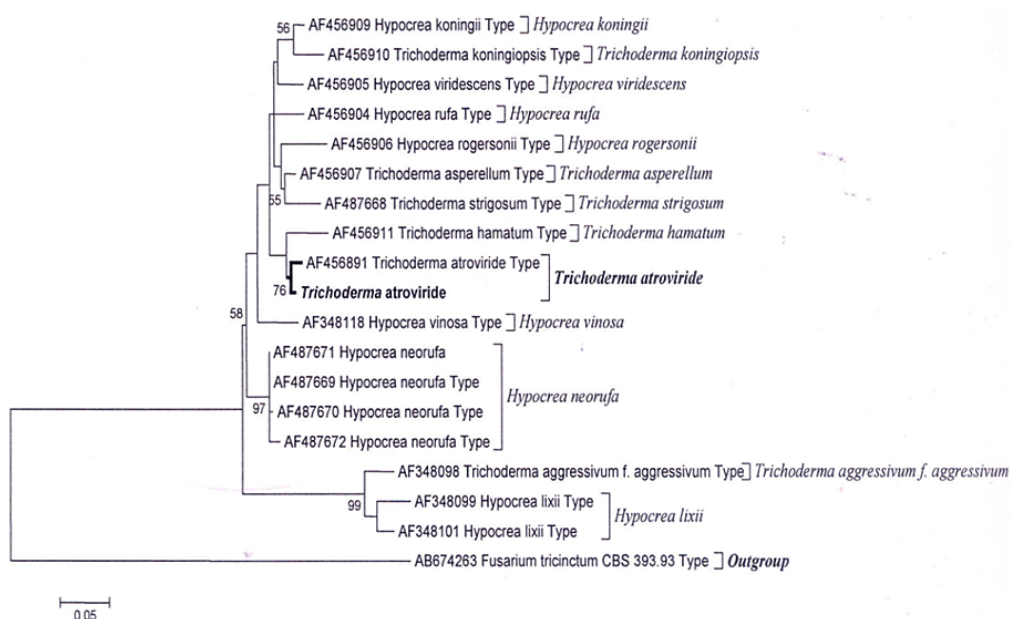 56
AF456909 Hypocrea koningii Type Hypocrea koningii
AF456910 Trichoderma koningiopsis Type Trichoderma koningiopsis
AF456905 Hypocrea viridescens Type Hypocrea viridescens
AF456904 Hypocrea rufa Type Hypocrea rufa
AF456906 Hypocrea rogersonii Type Hypocrea rogersonii
AF456907 Trichoderma asperellum Type Trichoderma asperellum
55
AF487668 Trichoderma strigosum Type Trichoderma strigosum
AF456911 Trichoderma hamatum Type Trichoderma hamatum
AF456891 Trichoderma atroviride Type
Trichoderma atroviride
76
Trichoderma atroviride
58
AF348118 Hypocrea vinosa Type Hypocrea vinosa
AF487671 Hypocrea neorufa
AF487669 Hypocrea neorufa Type
Hypocrea neorufa
97
AF487670 Hypocrea neorufa Type
AF487672 Hypocrea neorufa Type
AF348098 Trichoderma aggressivum f. aggressivum Type Trichoderma aggressivum f. aggressivum
99
AF348099 Hypocrea lixii Type
Hypocrea lixii
AF348101 Hypocrea lixii Type
AB674263 Fusarium tricinctum CBS 393.93 Type Outgroup
0.05